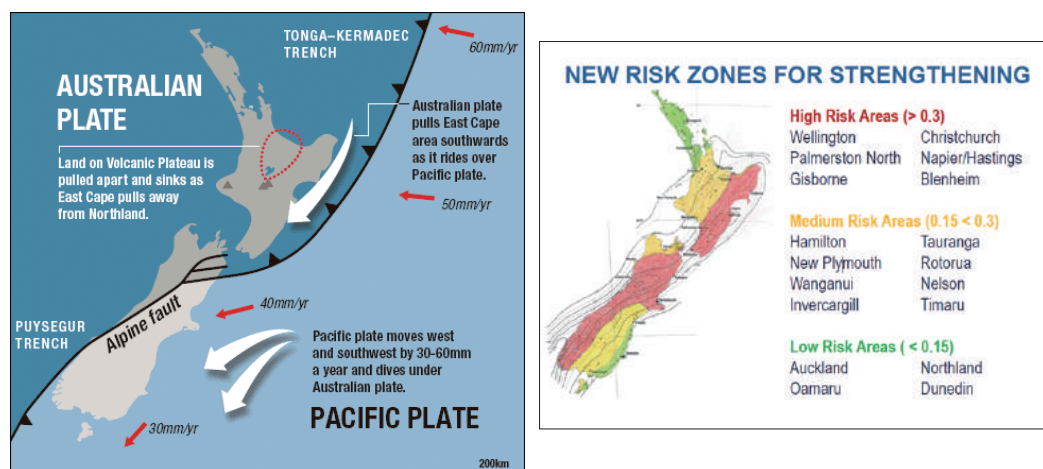 TONGA–KERMADEC
TRENCH
60mm/yr
AUSTRALIAN
PLATE
Australian plate
pulls East Cape
area southwards
as it rides over
Pacific plate.
Land on Volcanic Plateau is
pulled apart and sinks as
East Cape pulls away
from Northland.
50mm/yr
40mm/yr
PUYSEGUR
TRENCH
Alpine fault
Pacific plate moves west
and southwest by 30-60mm
a year and dives under
Australian plate.
PACIFIC PLATE
30mm/yr
200km
NEW RISK ZONES FOR STRENGTHENING
High Risk Areas (> 0.3)
Wellington Christchurch
Palmerston North Napier/Hastings
Gisborne Blenheim
Medium Risk Areas (0.15 < 0.3)
Hamilton Tauranga
New Plymouth Rotorua
Wanganui Nelson
Invercargill Timaru
Low Risk Areas ( < 0.15)
Auckland Northland
Oamaru Dunedin